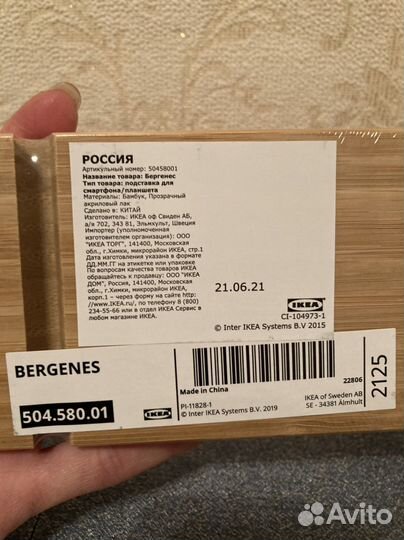 РОССИЯ
Артикульный номер: 50458001
Название товара: Бергенес
Тип товара: подставка для
смартфона/планшета
Материалы: Бамбук, Прозрачный
акриловый лак
Сделано в: КИТАЙ
Изготовитель: ИКЕА оф Свиден АБ,
а/я 702, 343 81, Эльмхульт, Швеция
Импортер (уполномоченная
изготовителем организация): ООО
"ИКЕА ТОРГ", 141400, Московская
обл., г.Химки, микрорайон ИКЕА, стр.1
Дата изготовления указана в формате
ДД.ММ.ГГ на этикетке или упаковке
По вопросам качества товаров ИКЕА
обращайтесь к продавцу: ООО "ИКЕА
ДОМ", Россия, 141400, Московская
обл., г.Химки, микрорайон ИКЕА,
корп.1 – через форму на сайте http://
www.IKEA.ru, по телефону 8 (800)
234-55-66 или в отдел ИКЕА Сервис в
любом магазине ИКЕА.
21.06.21
IKEA
CI-104973-1
© Inter IKEA Systems B.V. 2015
BERGENES
504.580.01
IKEA
Made in China
22806
PI-11828-1
© Inter IKEA Systems B.V. 2019
IKEA of Sweden AB
SE - 34381 Älmhult
2125
Avito